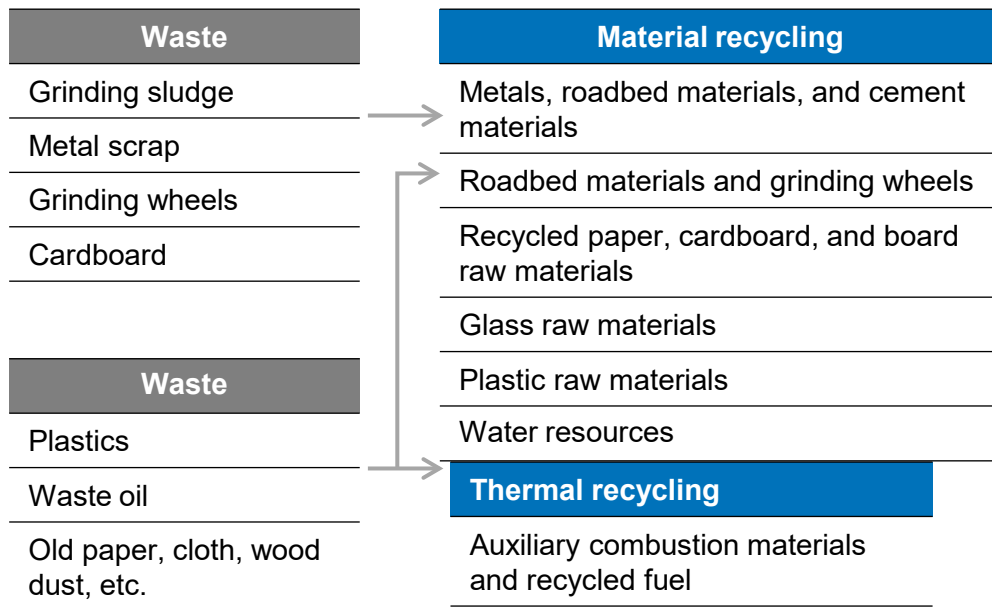 Waste
Grinding sludge
Metal scrap
Grinding wheels
Cardboard
Waste
Plastics
Waste oil
Old paper, cloth, wood
dust, etc.
Material recycling
Metals, roadbed materials, and cement
materials
Roadbed materials and grinding wheels
Recycled paper, cardboard, and board
raw materials
Glass raw materials
Plastic raw materials
Water resources
Thermal recycling
Auxiliary combustion materials
and recycled fuel